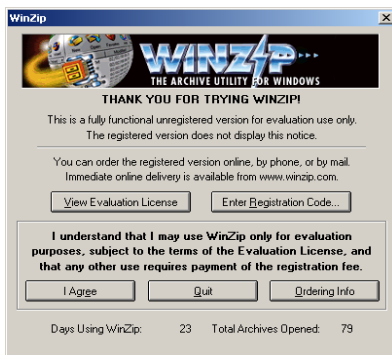 WinZip
WINZIP
THE ARCHIVE UTILITY FOR WINDOWS
THANK YOU FOR TRYING WINZIP!
This is a fully functional unregistered version for evaluation use only.
The registered version does not display this notice.
You can order the registered version online, by phone, or by mail.
Immediate online delivery is available from www.winzip.com.
View Evaluation License Enter Registration Code...
I understand that I may use WinZip only for evaluation
purposes, subject to the terms of the Evaluation License, and
that any other use requires payment of the registration fee.
I Agree Quit Ordering Info
Days Using WinZip: 23 Total Archives Opened: 79